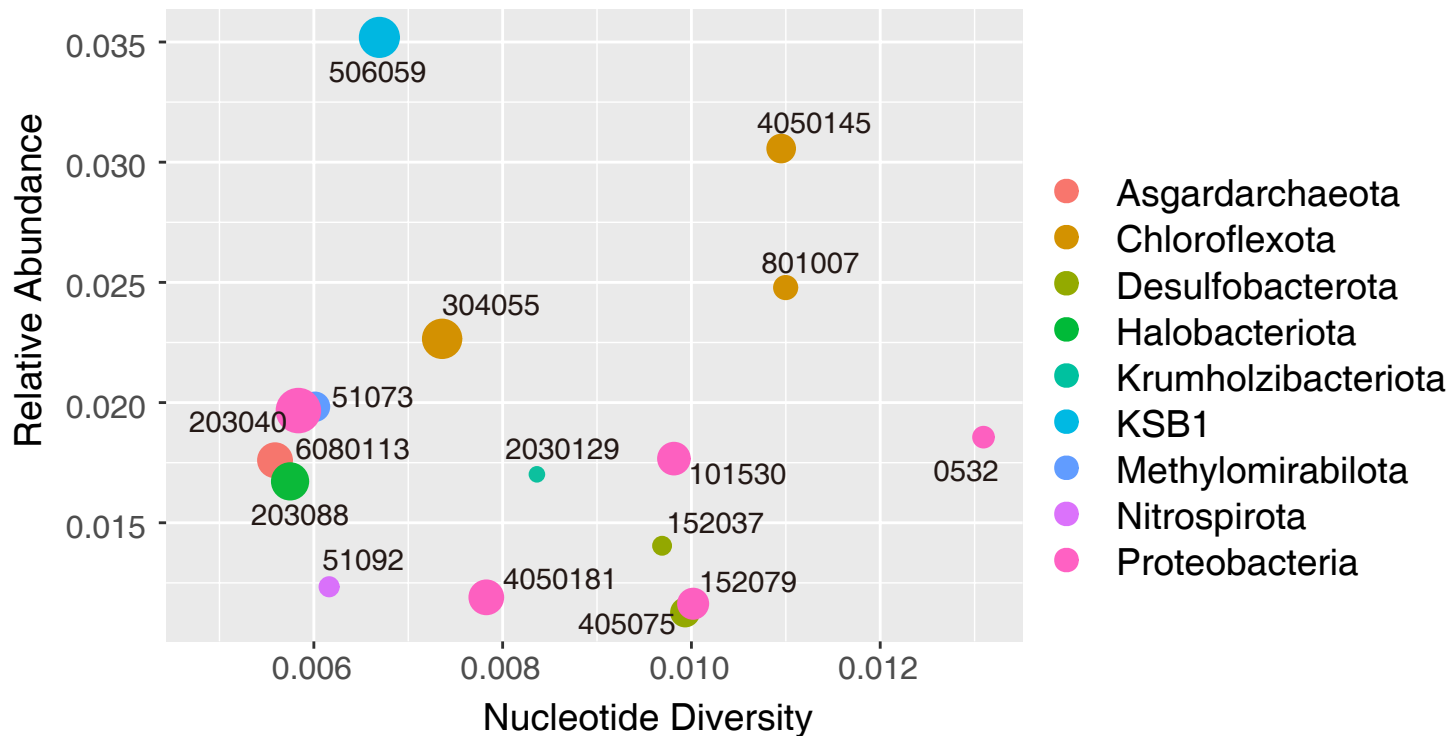 0.035
506059
4050145
0.030
801007
0.025
304055
51073
0.020
203040
6080113
2030129
101530
0532
203088
0.015
152037
51092
4050181
152079
405075
0.006
0.008
0.010
0.012
Nucleotide Diversity
Relative Abundance
Asgardarchaeota
Chloroflexota
Desulfobacterota
Halobacteriota
Krumholzibacteriota
KSB1
Methylomirabilota
Nitrospirota
Proteobacteria